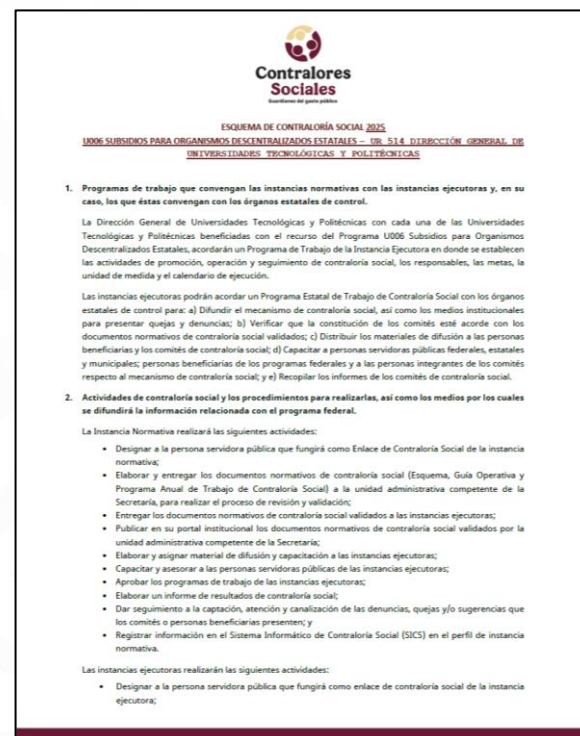 Contralores
Sociales
Guardianes del gasto público
ESQUEMA DE CONTRALORÍA SOCIAL 2025
U006 SUBSIDIOS PARA ORGANISMOS DESCENTRALIZADOS ESTATALES – UR 514 DIRECCIÓN GENERAL DE
UNIVERSIDADES TECNOLÓGICAS Y POLITÉCNICAS
1. Programas de trabajo que convengan las instancias normativas con las instancias ejecutoras y, en su
caso, los que éstas convengan con los órganos estatales de control.
La Dirección General de Universidades Tecnológicas y Politécnicas con cada una de las Universidades
Tecnológicas y Politécnicas beneficiadas con el recurso del Programa U006 Subsidios para Organismos
Descentralizados Estatales, acordarán un Programa de Trabajo de la Instancia Ejecutora en donde se establecen
las actividades de promoción, operación y seguimiento de contraloría social, los responsables, las metas, la
unidad de medida y el calendario de ejecución.
Las instancias ejecutoras podrán acordar un Programa Estatal de Trabajo de Contraloría Social con los órganos
estatales de control para: a) Difundir el mecanismo de contraloría social, así como los medios institucionales
para presentar quejas y denuncias; b) Verificar que la constitución de los comités esté acorde con los
documentos normativos de contraloría social validados; c) Distribuir los materiales de difusión a las personas
beneficiarias y los comités de contraloría social; d) Capacitar a personas servidoras públicas federales, estatales
y municipales; personas beneficiarias de los programas federales y a las personas integrantes de los comités
respecto al mecanismo de contraloría social; y e) Recopilar los informes de los comités de contraloría social.
2. Actividades de contraloría social y los procedimientos para realizarlas, así como los medios por los cuales
se difundirá la información relacionada con el programa federal.
La Instancia Normativa realizará las siguientes actividades:
• Designar a la persona servidora pública que fungirá como Enlace de Contraloría Social de la instancia
normativa;
• Elaborar y entregar los documentos normativos de contraloría social (Esquema, Guía Operativa y
Programa Anual de Trabajo de Contraloría Social) a la unidad administrativa competente de la
Secretaría, para realizar el proceso de revisión y validación;
• Entregar los documentos normativos de contraloría social validados a las instancias ejecutoras;
• Publicar en su portal institucional los documentos normativos de contraloría social validados por la
unidad administrativa competente de la Secretaría;
• Elaborar y asignar material de difusión y capacitación a las instancias ejecutoras;
• Capacitar y asesorar a las personas servidoras públicas de las instancias ejecutoras;
• Aprobar los programas de trabajo de las instancias ejecutoras;
• Elaborar un informe de resultados de contraloría social;
• Dar seguimiento a la captación, atención y canalización de las denuncias, quejas y/o sugerencias que
los comités o personas beneficiarias presenten; y
• Registrar información en el Sistema Informático de Contraloría Social (SICS) en el perfil de instancia
normativa.
Las instancias ejecutoras realizarán las siguientes actividades:
• Designar a la persona servidora pública que fungirá como enlace de contraloría social de la instancia
ejecutora;